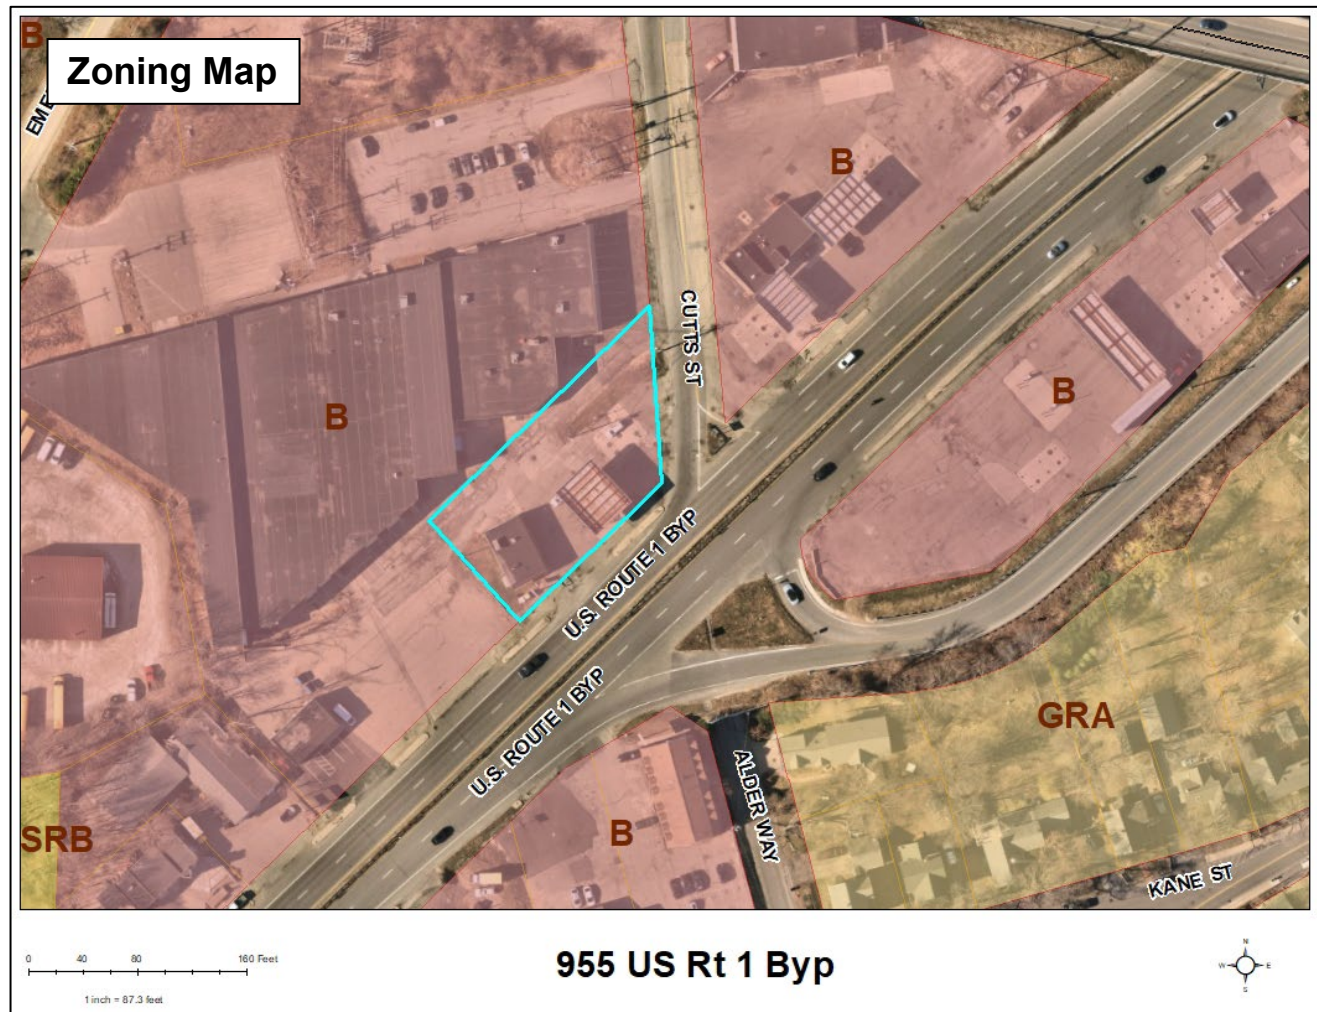 B
Zoning Map
EME
B
CUTTS ST
B
B
U.S. ROUTE 1 BYP
U.S. ROUTE 1 BYP
GRA
ALDER WAY
SRB
B
KANE ST
0 40 80 160 Feet
1 inch = 87.3 feet
955 US Rt 1 Byp
N
W E
S